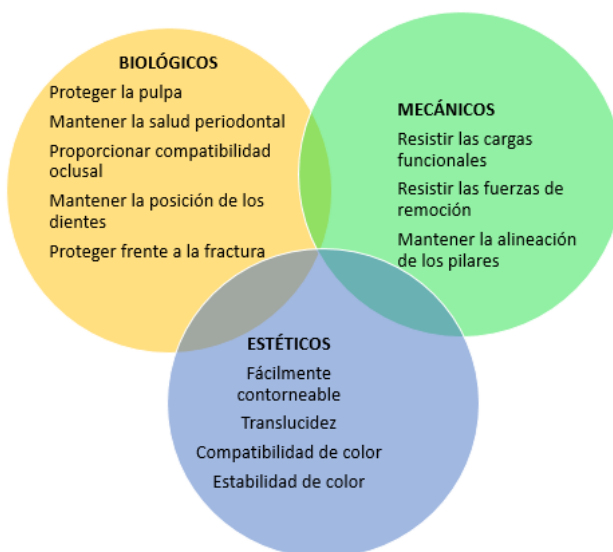 BIOLÓGICOS
Proteger la pulpa
Mantener la salud periodontal
Proporcionar compatibilidad
oclusal
Mantener la posición de los
dientes
Proteger frente a la fractura
MECÁNICOS
Resistir las cargas
funcionales
Resistir las fuerzas de
remoción
Mantener la alineación
de los pilares
ESTÉTICOS
Fácilmente
contorneable
Translucidez
Compatibilidad de color
Estabilidad de color